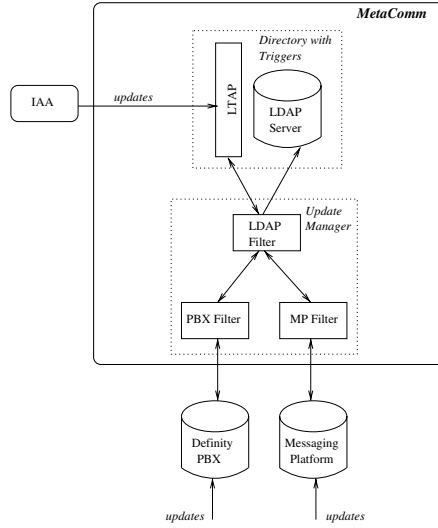 MetaComm
Directory with
Triggers
IAA
updates
LTAP
LDAP
Server
Update
Manager
LDAP
Filter
PBX Filter
MP Filter
Definity
PBX
Messaging
Platform
updates
updates